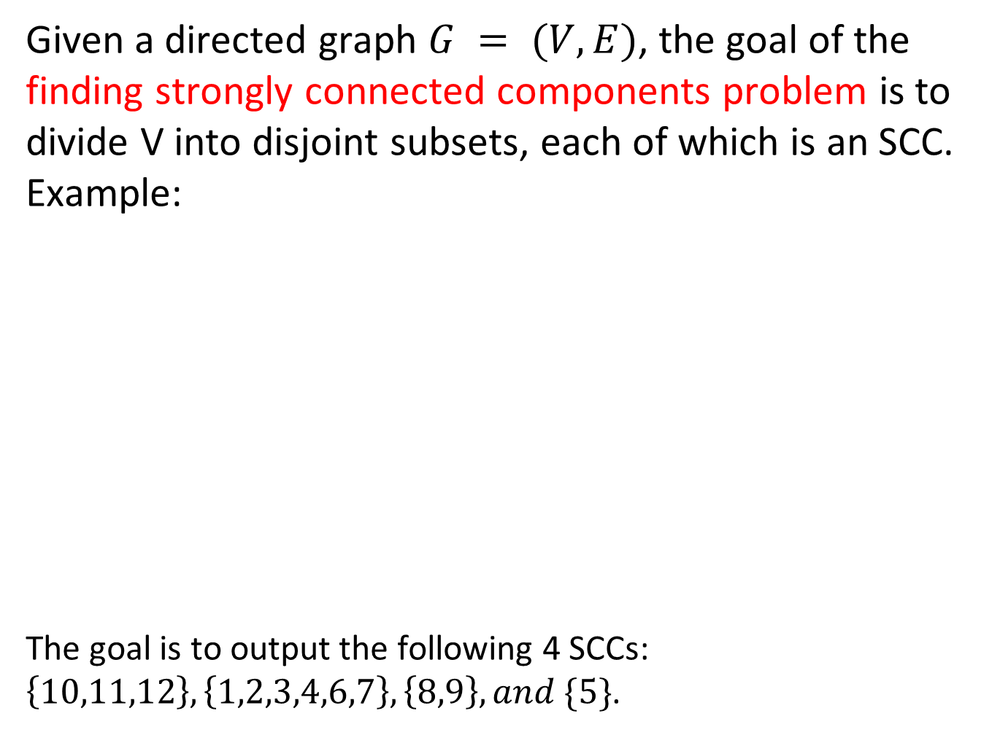 Given a directed graph G = (V, E), the goal of the
finding strongly connected components problem is to
divide V into disjoint subsets, each of which is an SCC.
Example:
The goal is to output the following 4 SCCs:
{10,11,12}, {1,2,3,4,6,7}, {8,9}, and {5}.